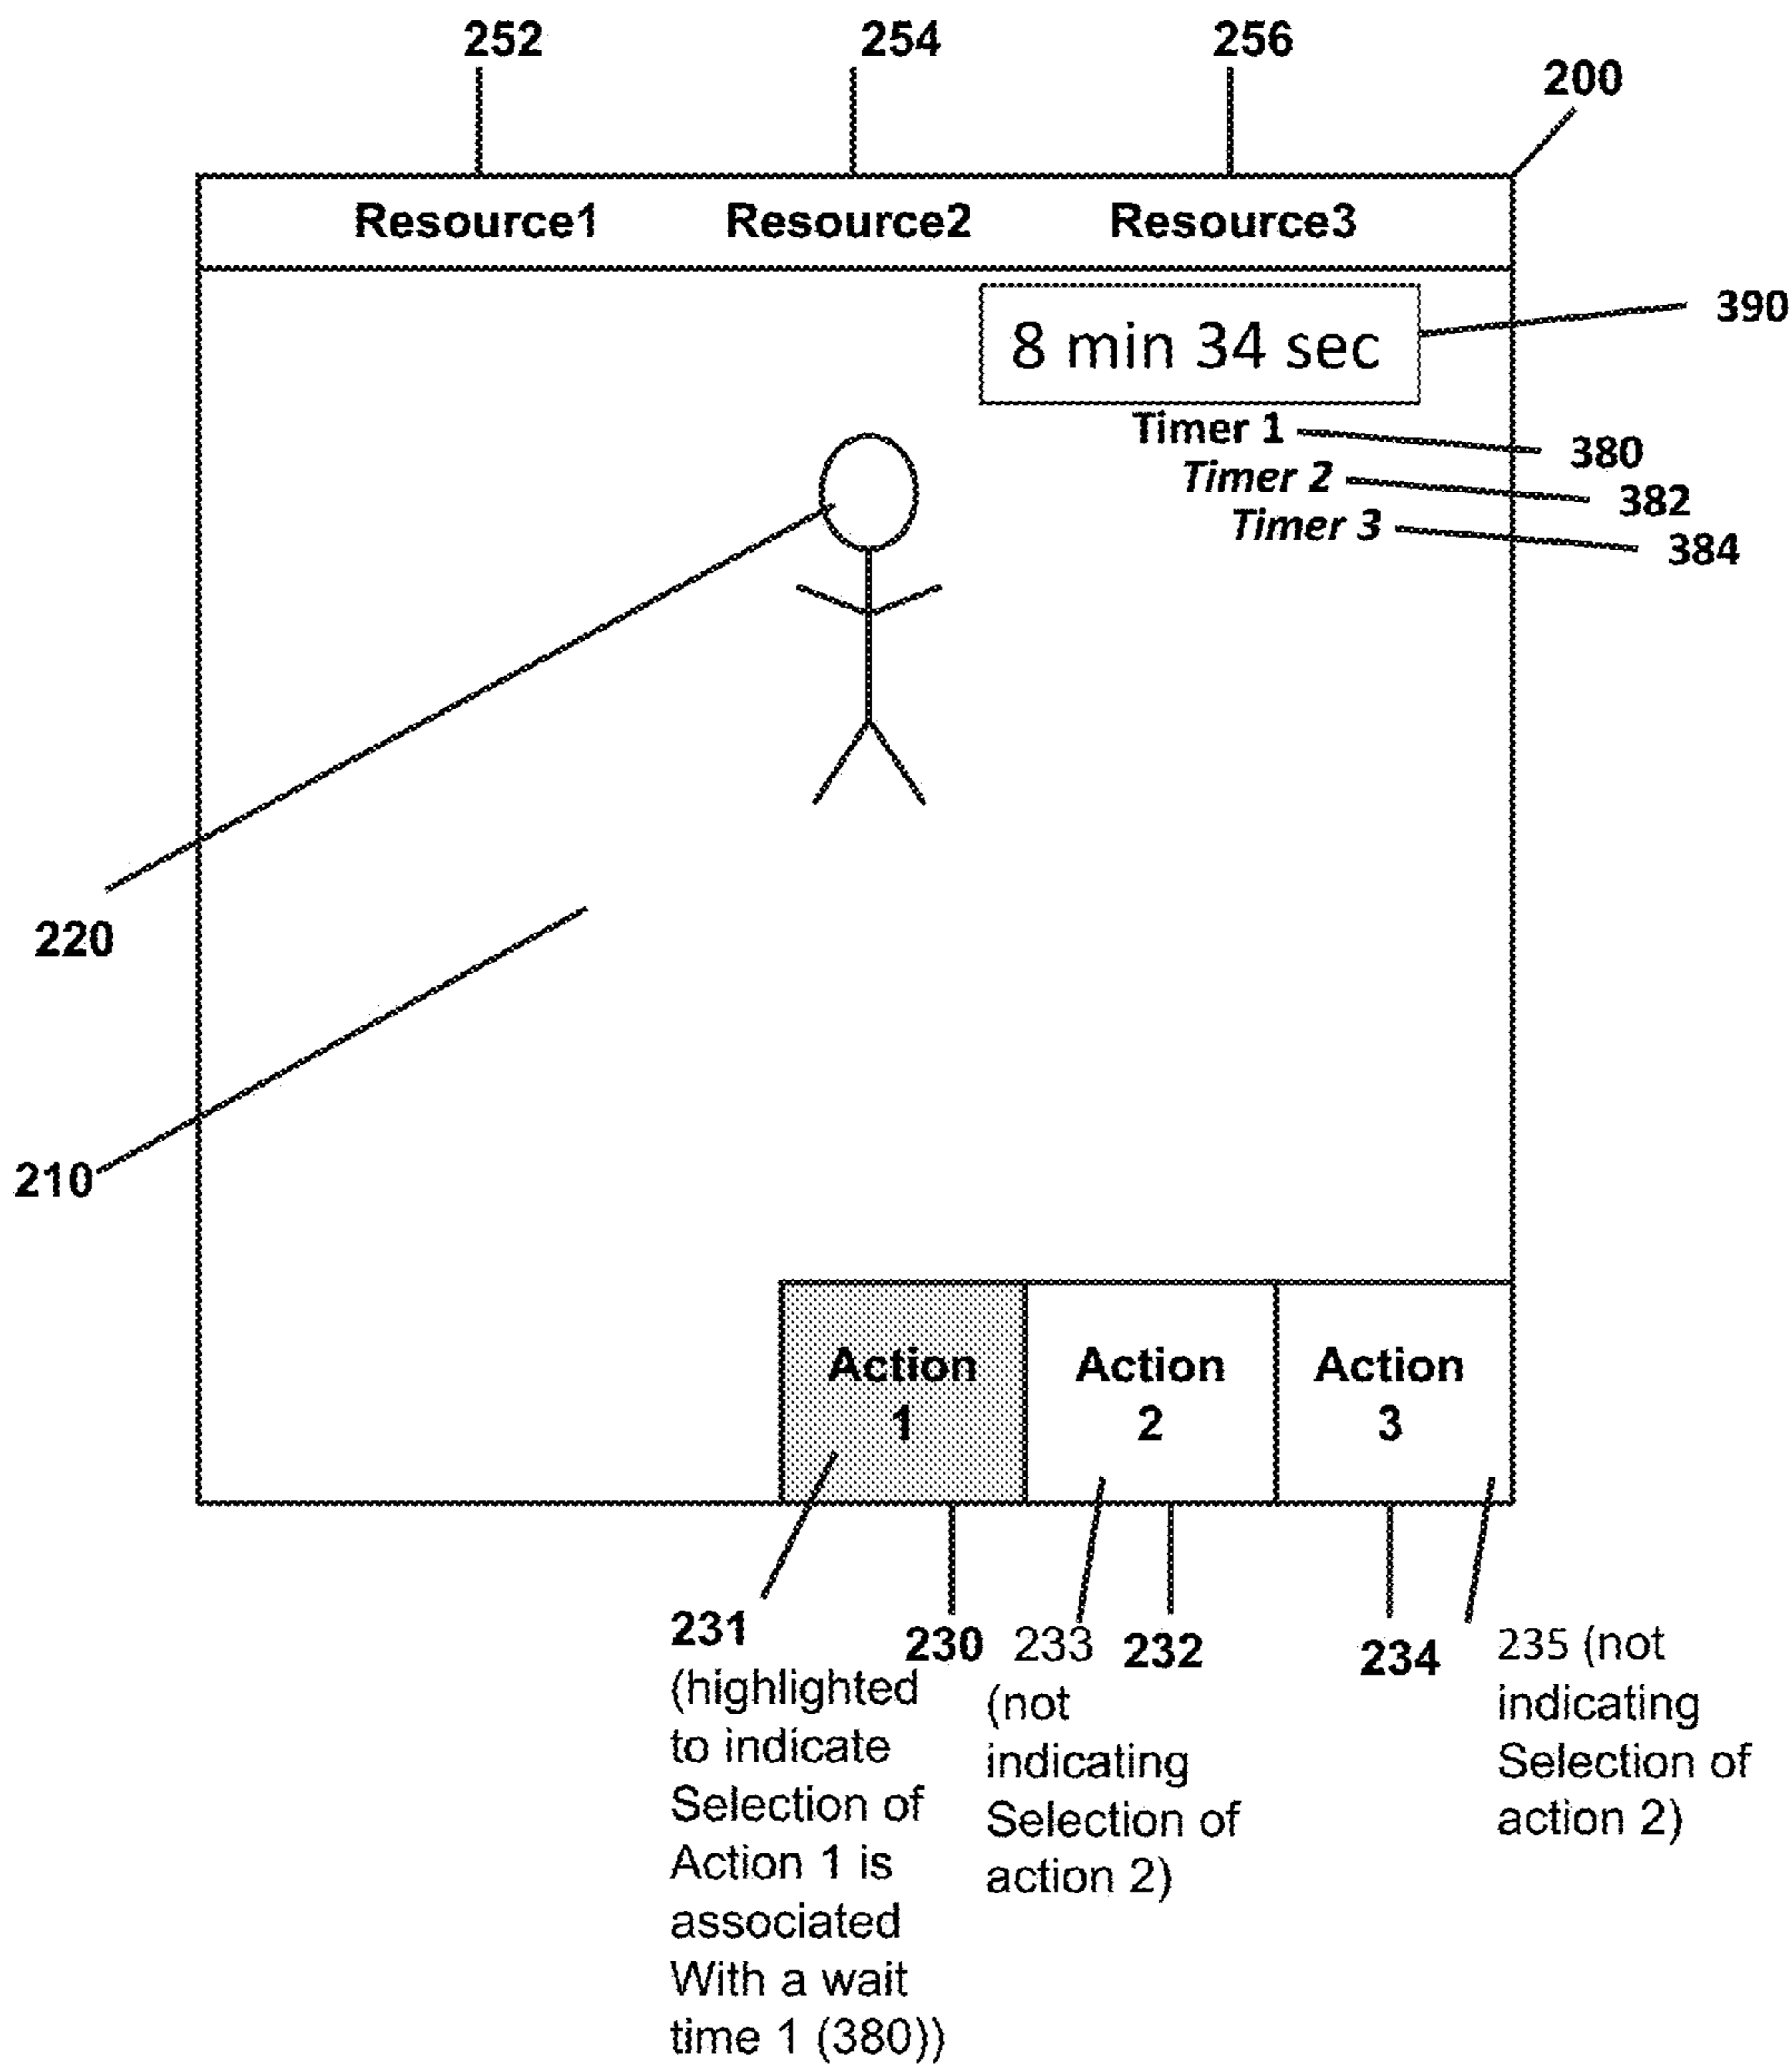 252
254
256
200
Resource1
Resource2
Resource3
390
8 min 34 sec
Timer 1
380
Timer 2
382
Timer 3
384
220
210
Action
1
Action
2
Action
3
231
(highlighted
to indicate
Selection of
Action 1 is
associated
With a wait
time 1 (380))
230
233
(not
indicating
Selection of
action 2)
232
234
235 (not
indicating
Selection of
action 2)